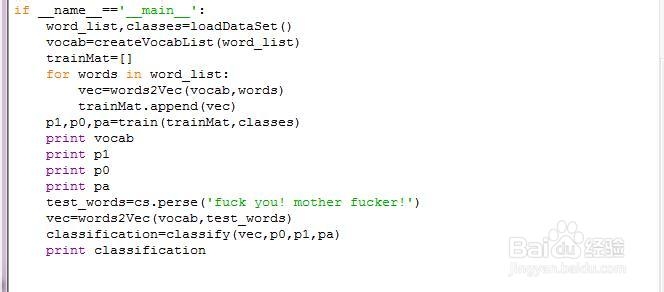 if __name__=='__main__':
    word_list,classes=loadDataSet()
    vocab=createVocabList(word_list)
    trainMat=[]
    for words in word_list:
        vec=words2Vec(vocab,words)
        trainMat.append(vec)
    p1,p0,pa=train(trainMat,classes)
    print vocab
    print p1
    print p0
    print pa
    test_words=cs.perse('fuck you! mother fucker!')
    vec=words2Vec(vocab,test_words)
    classification=classify(vec,p0,p1,pa)
    print classification
Baidu 经验
jingyan.baidu.com